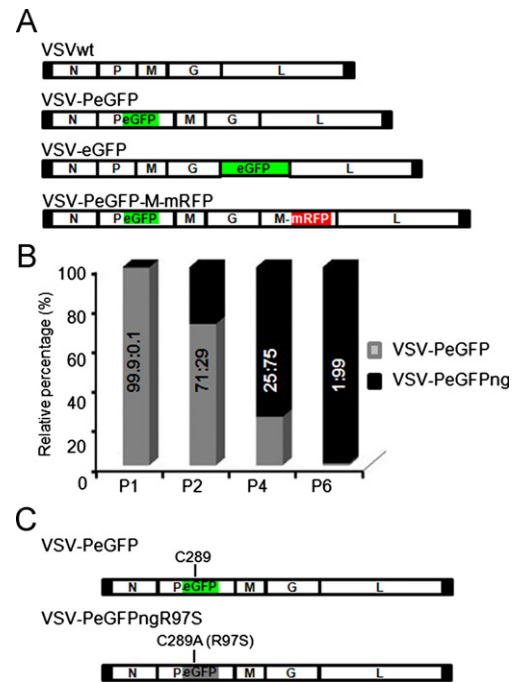 A
VSVwt
N P M G L
VSV-PeGFP
N PeGFP M G L
VSV-eGFP
N P M G eGFP L
VSV-PeGFP-M-mRFP
N PeGFP M G M-mRFP L
B
Relative percentage (%)
100
80
60
40
20
0
99.9:0.1
71:29
25:75
1:99
P1 P2 P4 P6
VSV-PeGFP
VSV-PeGFPng
C
VSV-PeGFP
C289
N P-eGFP M G L
VSV-PeGFPngR97S
C289A (R97S)
N P-eGFP M G L